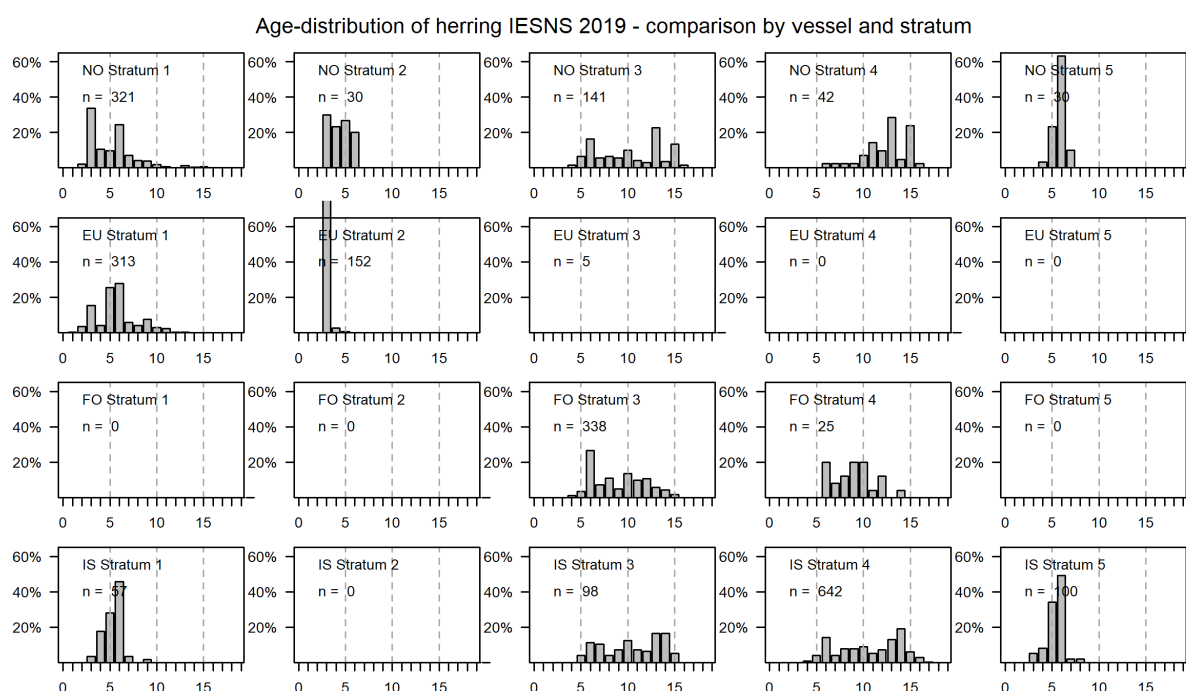 Age-distribution of herring IESNS 2019 - comparison by vessel and stratum
60% 60% 60% 60% 60%
NO Stratum 1 NO Stratum 2 NO Stratum 3 NO Stratum 4 NO Stratum 5
40% 40% 40% 40% 40%
n = 321 n = 30 n = 141 n = 42 n = 30
20% 20% 20% 20% 20%
0 5 10 15 0 5 10 15 0 5 10 15 0 5 10 15 0 5 10 15
60% 60% 60% 60% 60%
EU Stratum 1 EU Stratum 2 EU Stratum 3 EU Stratum 4 EU Stratum 5
40% 40% 40% 40% 40%
n = 313 n = 152 n = 5 n = 0 n = 0
20% 20% 20% 20% 20%
0 5 10 15 0 5 10 15 0 5 10 15 0 5 10 15 0 5 10 15
60% 60% 60% 60% 60%
FO Stratum 1 FO Stratum 2 FO Stratum 3 FO Stratum 4 FO Stratum 5
40% 40% 40% 40% 40%
n = 0 n = 0 n = 338 n = 25 n = 0
20% 20% 20% 20% 20%
0 5 10 15 0 5 10 15 0 5 10 15 0 5 10 15 0 5 10 15
60% 60% 60% 60% 60%
IS Stratum 1 IS Stratum 2 IS Stratum 3 IS Stratum 4 IS Stratum 5
40% 40% 40% 40% 40%
n = 57 n = 0 n = 98 n = 642 n = 100
20% 20% 20% 20% 20%
0 5 10 15 0 5 10 15 0 5 10 15 0 5 10 15 0 5 10 15